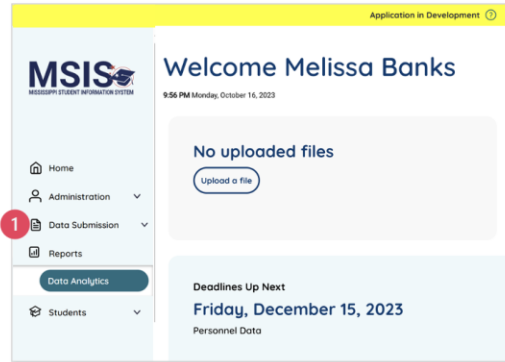 Application in Development ?
MSIS
MISSISSIPPI STUDENT INFORMATION SYSTEM
Welcome Melissa Banks
9:56 PM Monday, October 16, 2023
No uploaded files
Upload a file
Home
Administration
1
Data Submission
Reports
Data Analytics
Students
Deadlines Up Next
Friday, December 15, 2023
Personnel Data